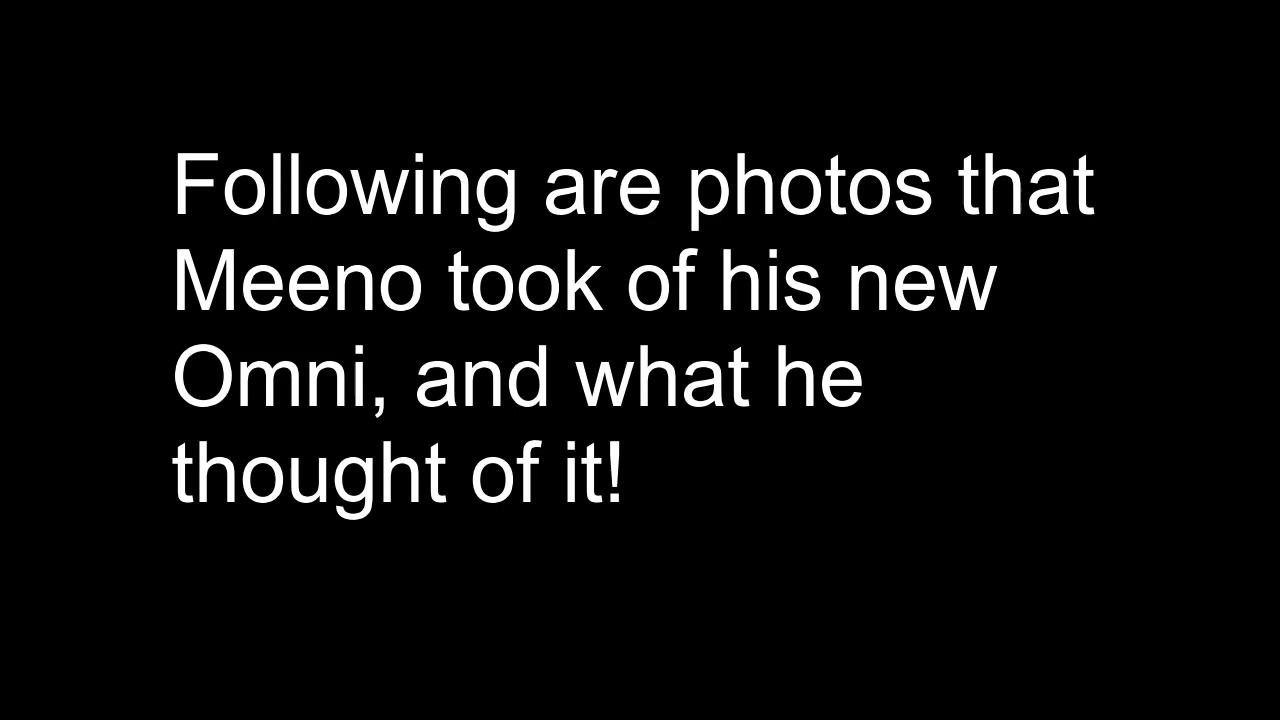 Following are photos that
Meeno took of his new
Omni, and what he
thought of it!